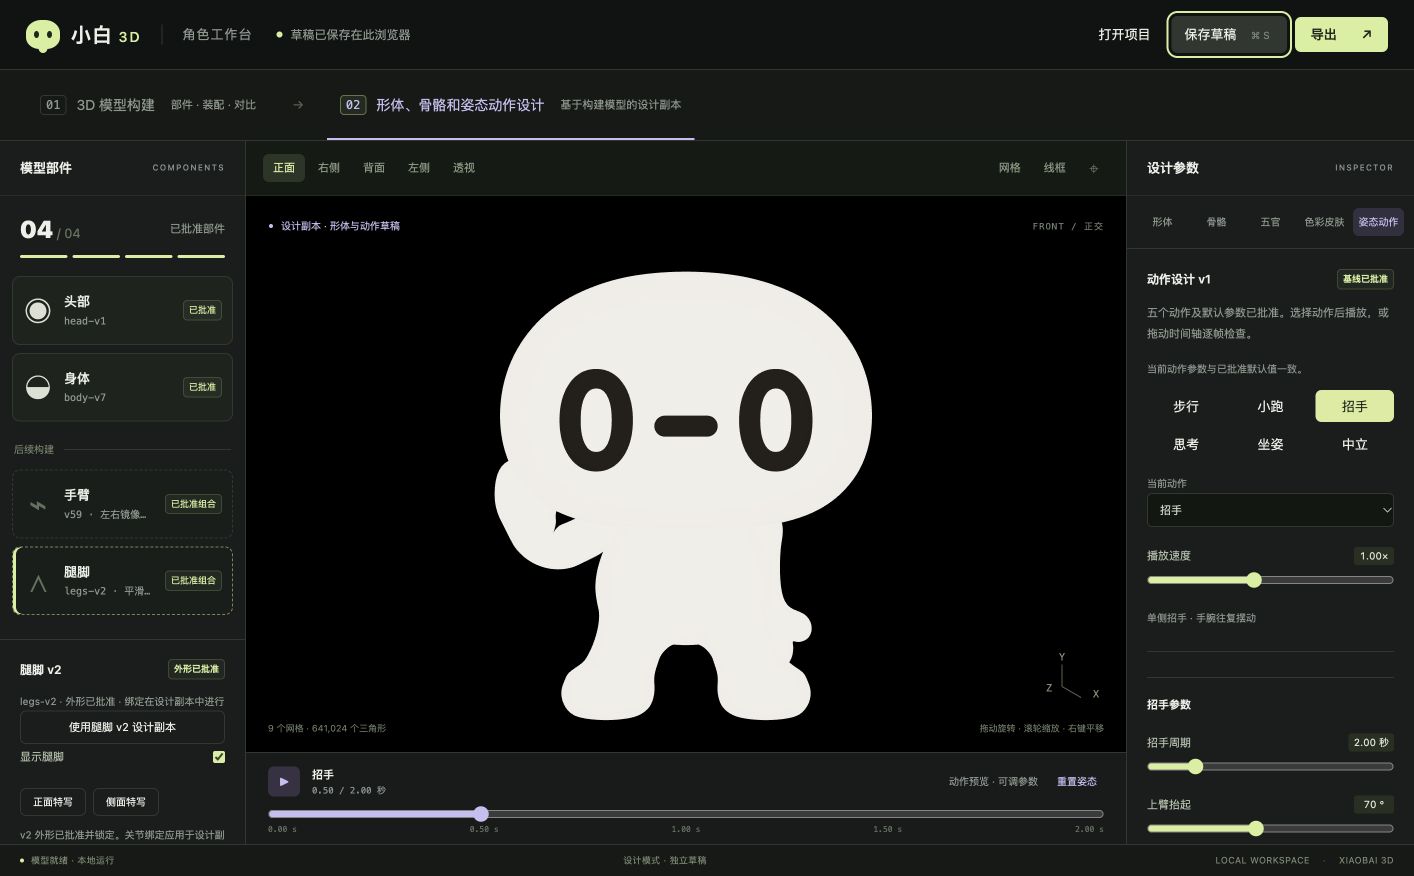 小白 3D
角色工作台
草稿已保存在此浏览器
打开项目
保存草稿 ⌘ S
导出 ↗
01 3D 模型构建 部件 · 装配 · 对比
→
02 形体、骨骼和姿态动作设计 基于构建模型的设计副本
模型部件 COMPONENTS
04 / 04 已批准部件
头部
head-v1
已批准
身体
body-v7
已批准
后续构建
手臂
v59 · 左右镜像…
已批准组合
腿脚
legs-v2 · 平滑…
已批准组合
腿脚 v2 外形已批准
legs-v2 · 外形已批准 · 绑定在设计副本中进行
使用腿脚 v2 设计副本
显示腿脚
正面特写 侧面特写
v2 外形已批准并锁定。关节绑定应用于设计副
正面 右侧 背面 左侧 透视
网格 线框
设计副本 · 形体与动作草稿
FRONT / 正交
Y
Z X
9 个网格 · 641,024 个三角形
拖动旋转 · 滚轮缩放 · 右键平移
招手
0.50 / 2.00 秒
动作预览 · 可调参数 重置姿态
0.00 s 0.50 s 1.00 s 1.50 s 2.00 s
设计参数 INSPECTOR
形体 骨骼 五官 色彩皮肤 姿态动作
动作设计 v1 基线已批准
五个动作及默认参数已批准。选择动作后播放，或
拖动时间轴逐帧检查。
当前动作参数与已批准默认值一致。
步行 小跑 招手
思考 坐姿 中立
当前动作
招手
播放速度 1.00×
单侧招手 · 手腕往复摆动
招手参数
招手周期 2.00 秒
上臂抬起 70 °
模型就绪 · 本地运行
设计模式 · 独立草稿
LOCAL WORKSPACE · XIAOBAI 3D